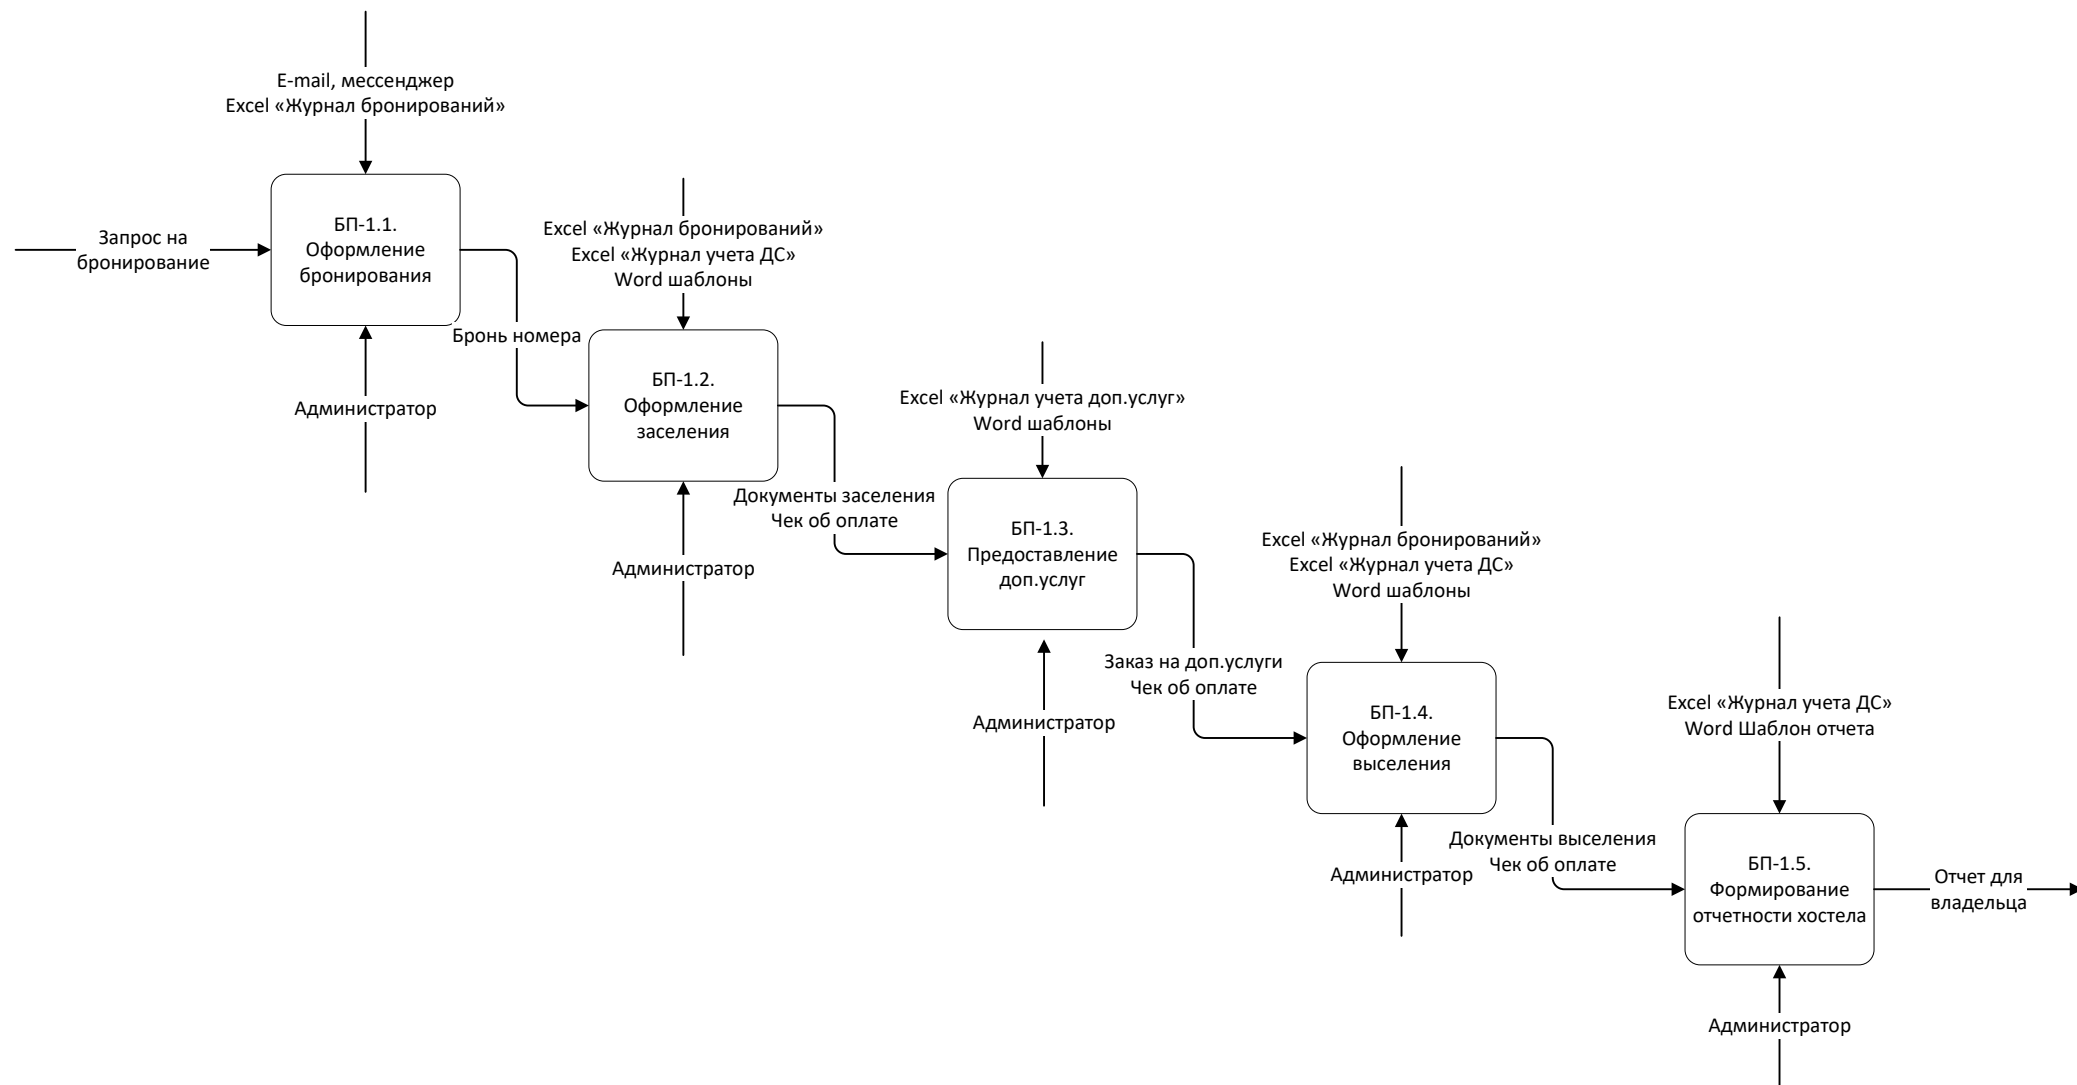 E-mail, мессенджер
Excel «Журнал бронирований»
Запрос на
бронирование
БП-1.1.
Оформление
бронирования
Администратор
Бронь номера
Excel «Журнал бронирований»
Excel «Журнал учета ДС»
Word шаблоны
БП-1.2.
Оформление
заселения
Администратор
Документы заселения
Чек об оплате
Excel «Журнал учета доп.услуг»
Word шаблоны
БП-1.3.
Предоставление
доп.услуг
Администратор
Заказ на доп.услуги
Чек об оплате
Excel «Журнал бронирований»
Excel «Журнал учета ДС»
Word шаблоны
БП-1.4.
Оформление
выселения
Администратор
Документы выселения
Чек об оплате
Excel «Журнал учета ДС»
Word Шаблон отчета
БП-1.5.
Формирование
отчетности хостела
Администратор
Отчет для
владельца